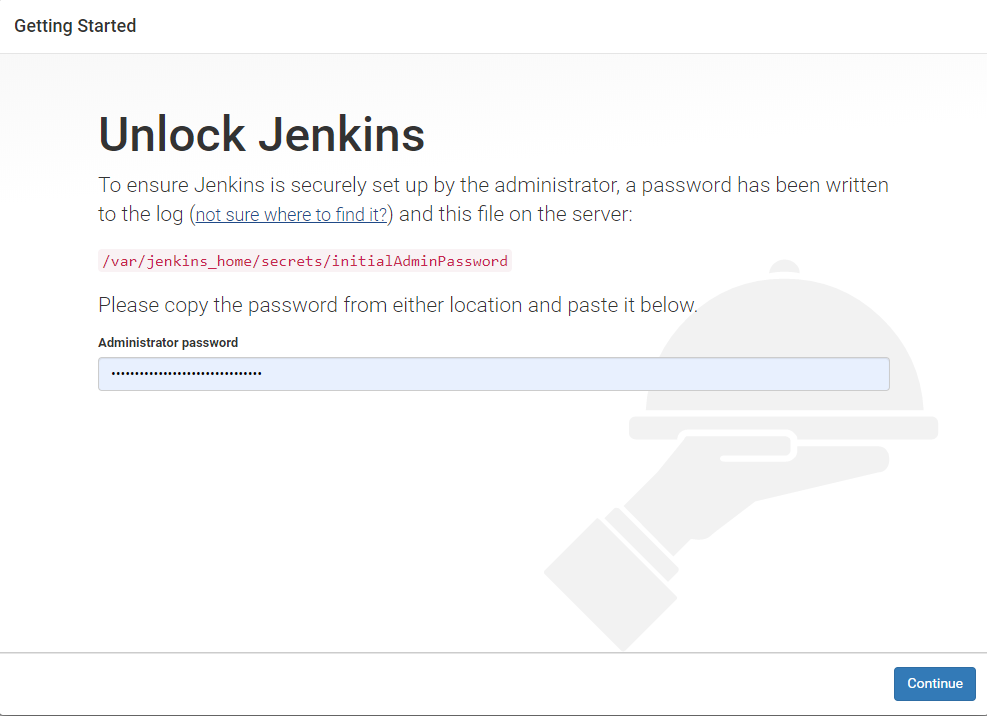 Getting Started
Unlock Jenkins
To ensure Jenkins is securely set up by the administrator, a password has been written
to the log (not sure where to find it?) and this file on the server:
/var/jenkins_home/secrets/initialAdminPassword
Please copy the password from either location and paste it below.
Administrator password
••••••••••••••••••••••••••••••••
Continue